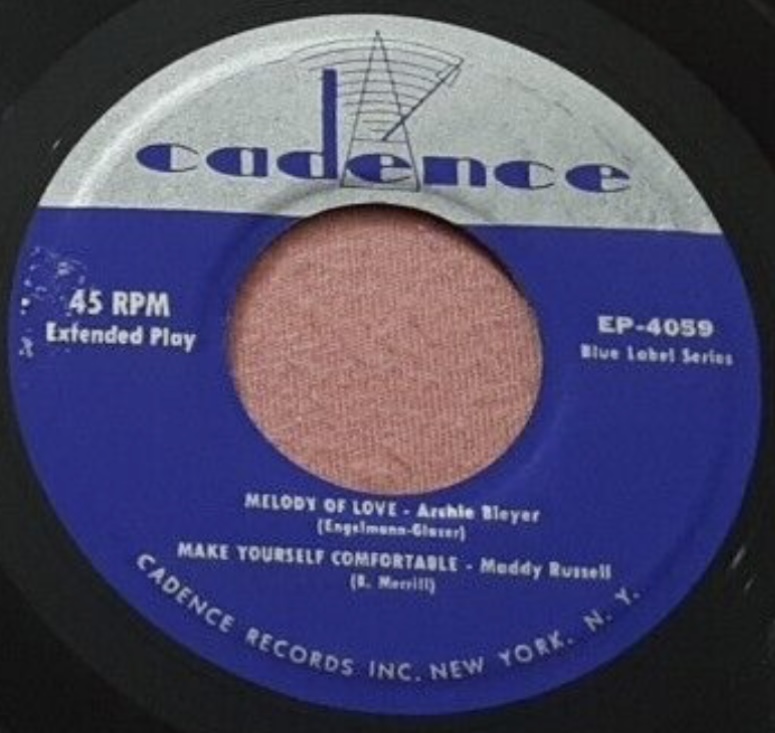 cadence
45 RPM
Extended Play
EP-4059
Blue Label Series
MELODY OF LOVE - Archie Bleyer
(Engelmann-Glazer)
MAKE YOURSELF COMFORTABLE - Maddy Russell
(B. Merrill)
CADENCE RECORDS INC. NEW YORK. N. Y.